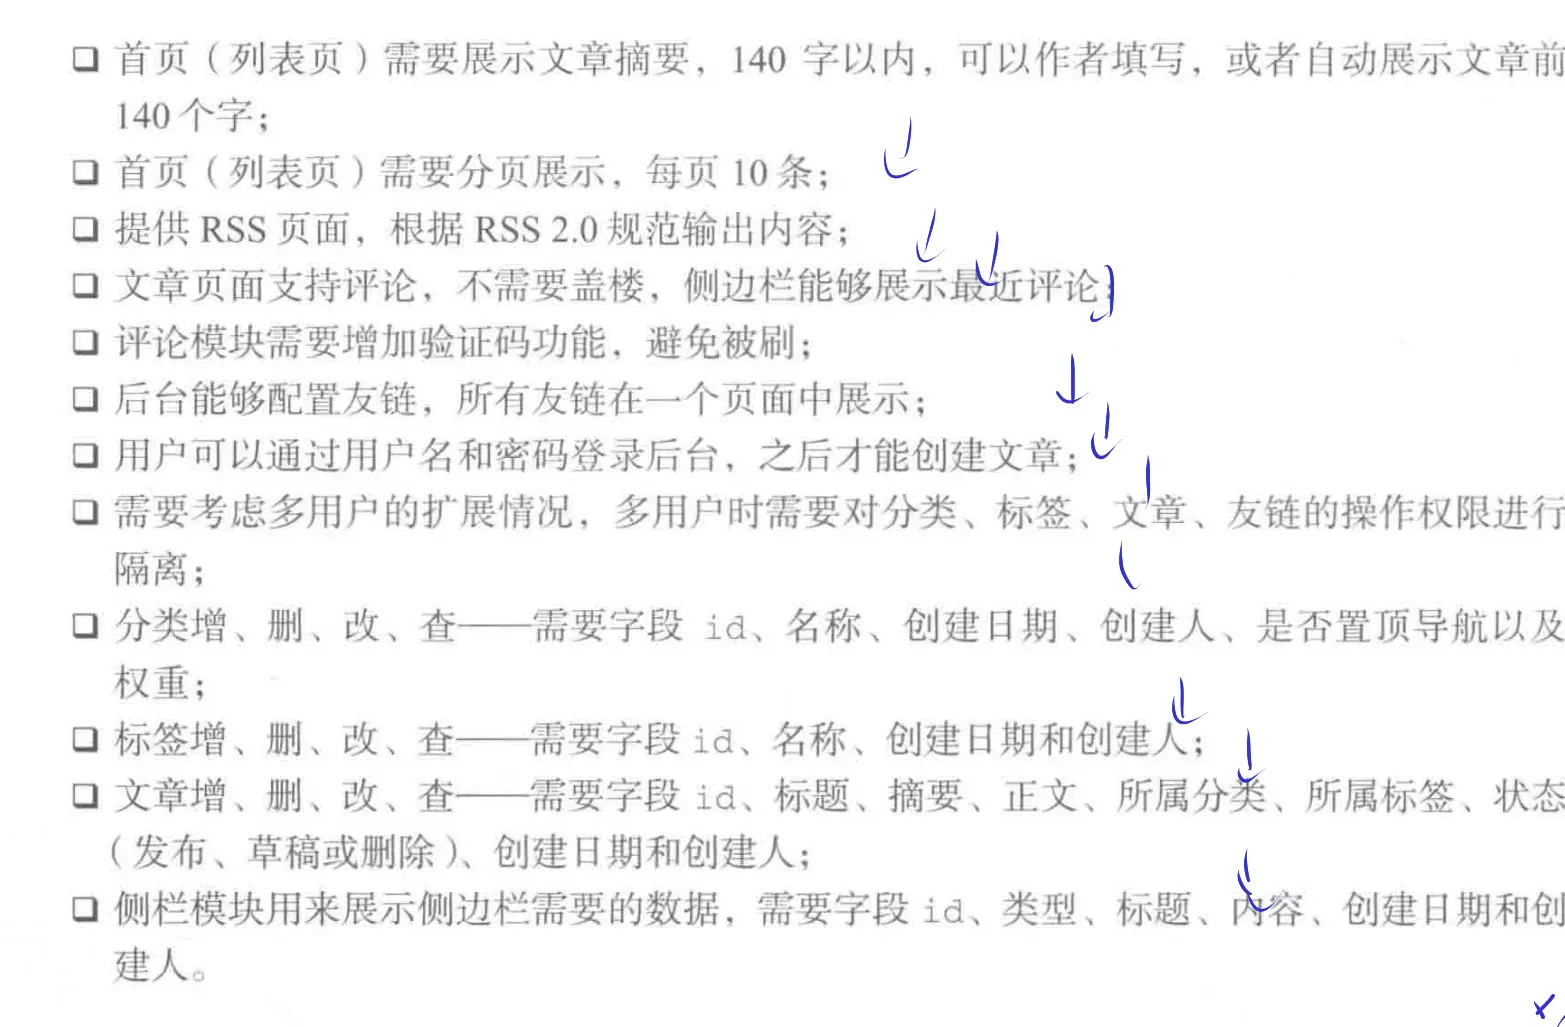 ❑ 首页（列表页）需要展示文章摘要，140 字以内，可以作者填写，或者自动展示文章前
140 个字；
❑ 首页（列表页）需要分页展示，每页 10 条；
❑ 提供 RSS 页面，根据 RSS 2.0 规范输出内容；
❑ 文章页面支持评论，不需要盖楼，侧边栏能够展示最近评论；
❑ 评论模块需要增加验证码功能，避免被刷；
❑ 后台能够配置友链，所有友链在一个页面中展示；
❑ 用户可以通过用户名和密码登录后台，之后才能创建文章；
❑ 需要考虑多用户的扩展情况，多用户时需要对分类、标签、文章、友链的操作权限进行
隔离；
❑ 分类增、删、改、查——需要字段 id、名称、创建日期、创建人、是否置顶导航以及
权重；
❑ 标签增、删、改、查——需要字段 id、名称、创建日期和创建人；
❑ 文章增、删、改、查——需要字段 id、标题、摘要、正文、所属分类、所属标签、状态
（发布、草稿或删除）、创建日期和创建人；
❑ 侧栏模块用来展示侧边栏需要的数据，需要字段 id、类型、标题、内容、创建日期和创
建人。